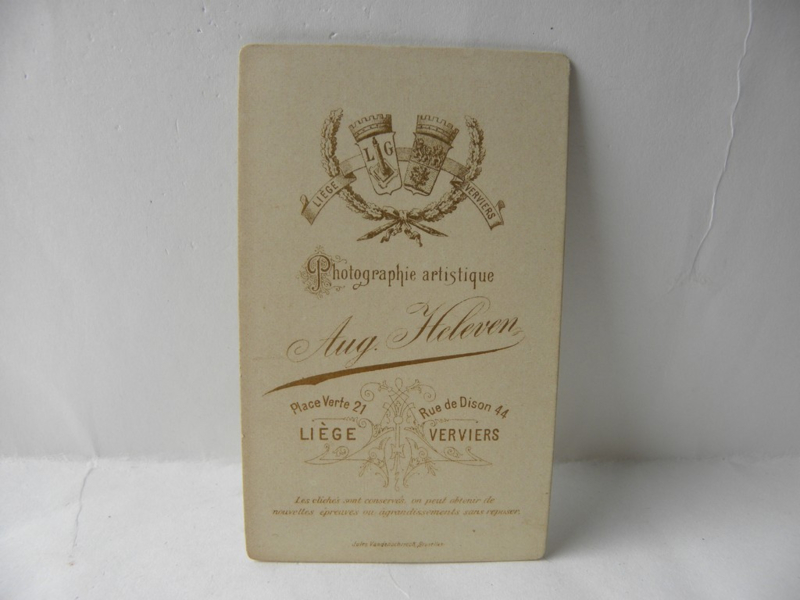 L G
LIÈGE
VERVIERS
Photographie artistique
Aug. Heleven
Place Verte 21
LIÈGE
Rue de Dison 44
VERVIERS
Les clichés sont conservés, on peut obtenir de
nouvelles épreuves ou agrandissements sans reposer.